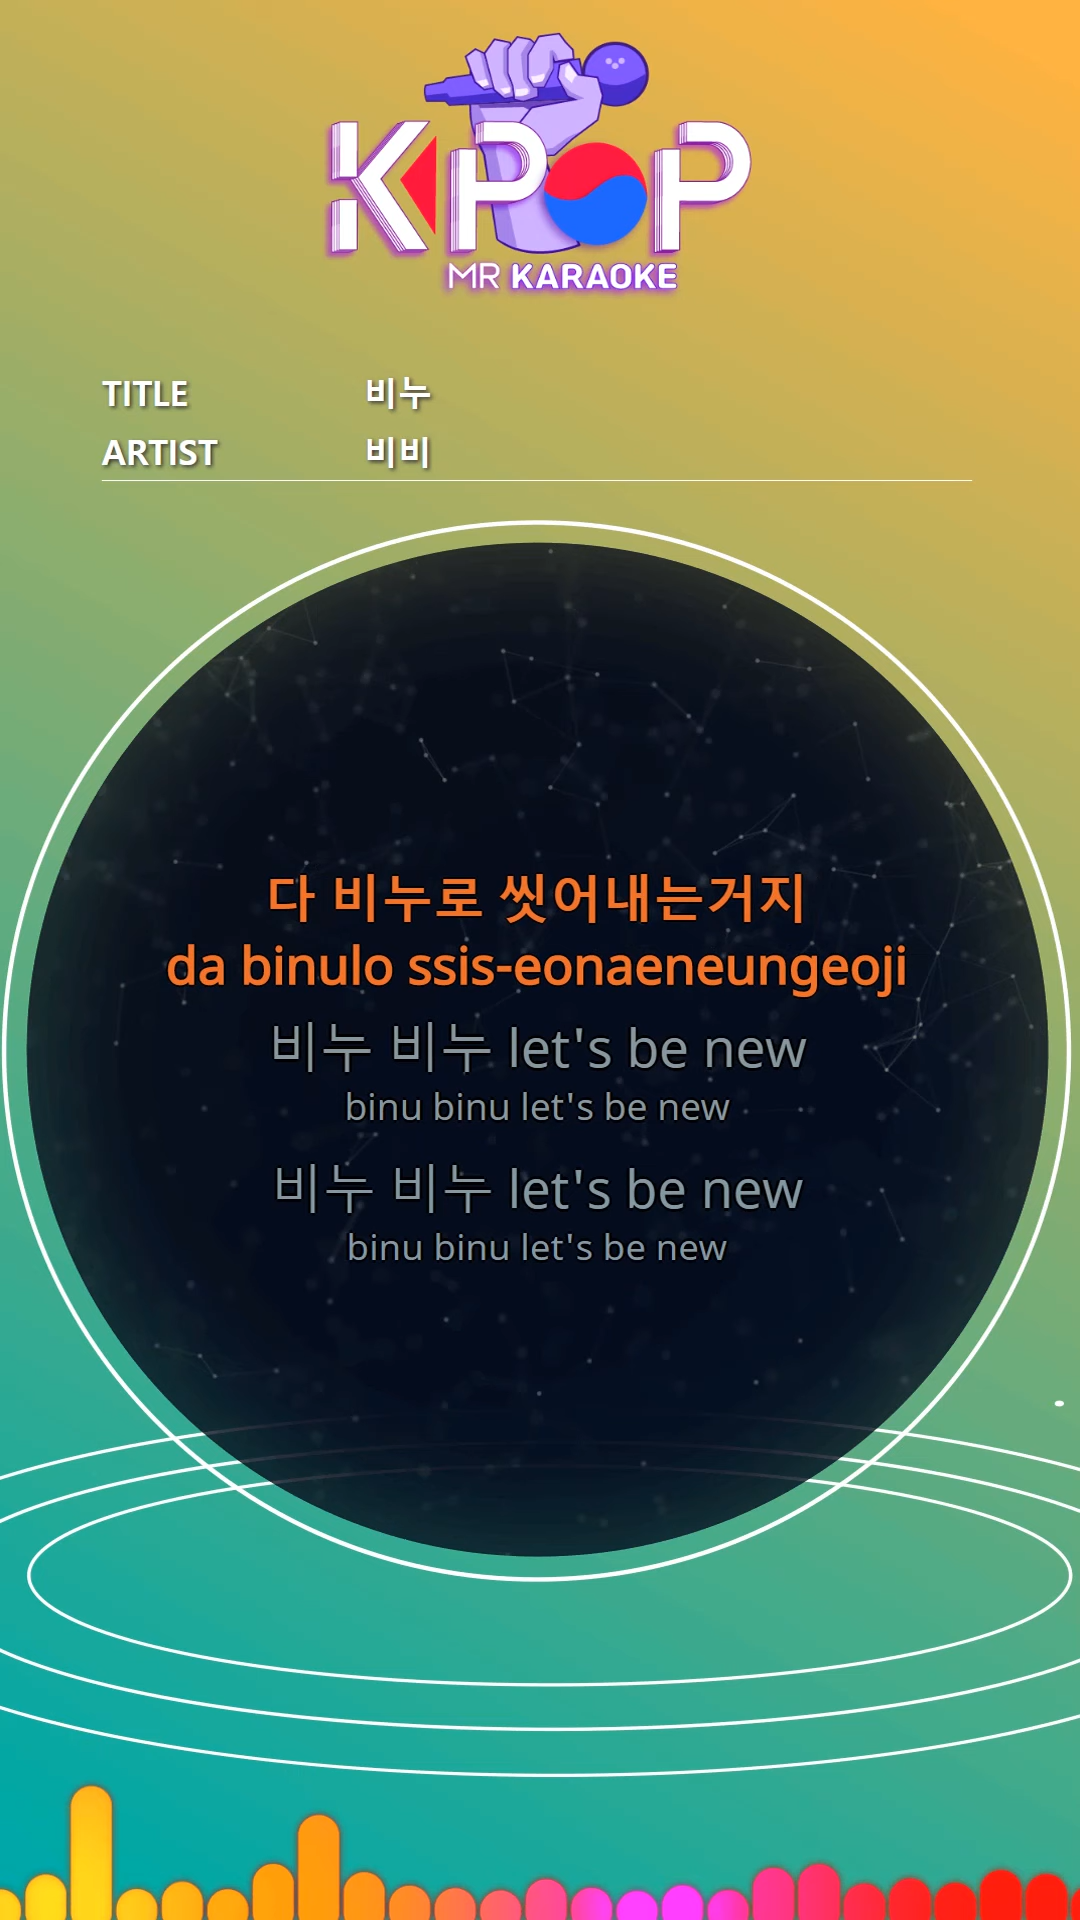 KPOP
MR KARAOKE
TITLE 비누
ARTIST 비비
다 비누로 씻어내는거지
da binulo ssis-eonaeneungeoji
비누 비누 let's be new
binu binu let's be new
비누 비누 let's be new
binu binu let's be new